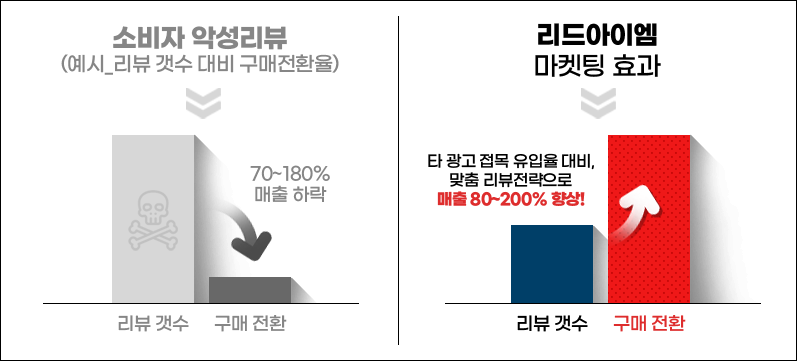 소비자 악성리뷰
(예시_리뷰 갯수 대비 구매전환율)
70~180%
매출 하락
리뷰 갯수
구매 전환
리드아이엠
마켓팅 효과
타 광고 접목 유입율 대비,
맞춤 리뷰전략으로
매출 80~200% 향상!
리뷰 갯수
구매 전환